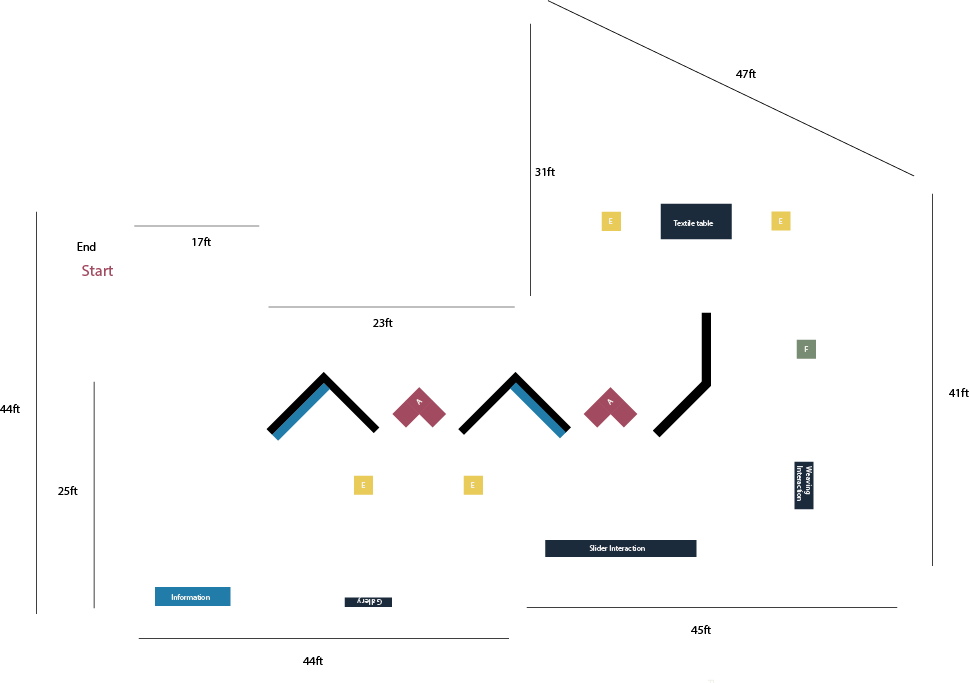 47ft
31ft
E
Textile table
E
End
17ft
Start
23ft
F
44ft
41ft
A
A
25ft
E
E
Weaving
Interaction
Slider Interaction
Information
Gallery
45ft
44ft